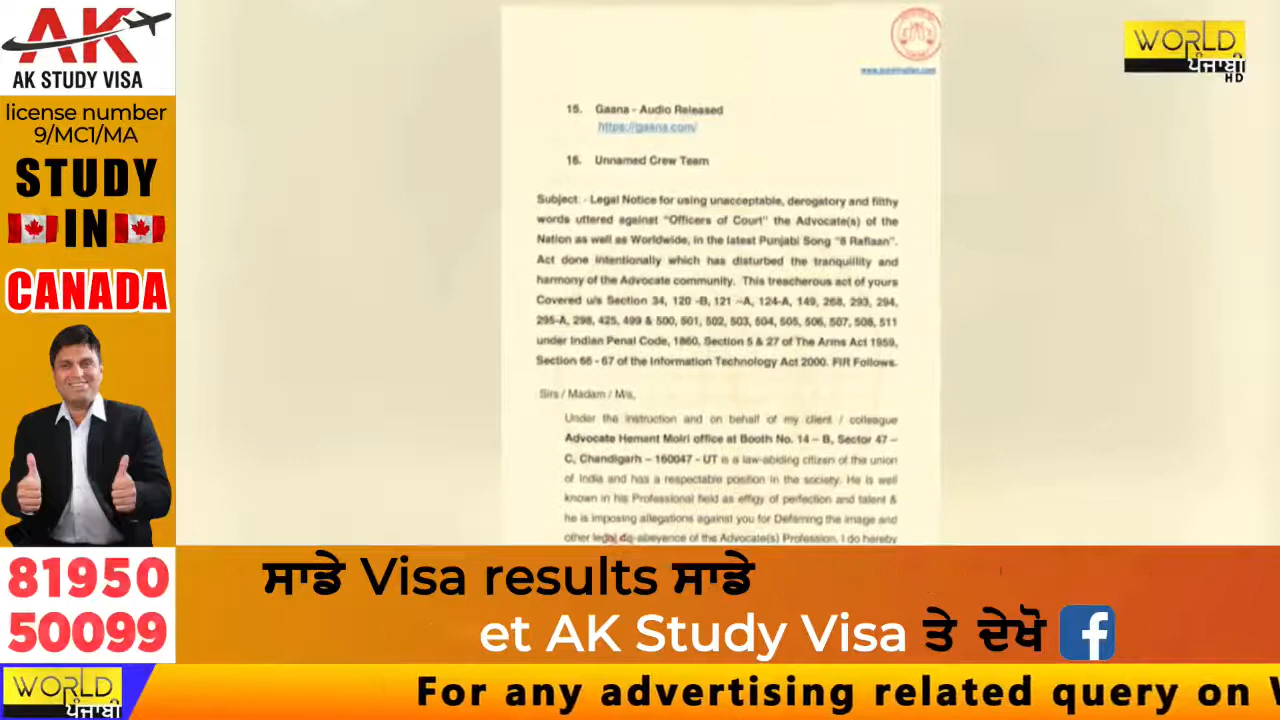 AK
AK STUDY VISA
license number
9/MC1/MA
STUDY
IN
CANADA
81950
50099
WORLD
ਪੰਜਾਬੀ
HD
15. Gaana - Audio Released
https://gaana.com/
16. Unnamed Crew Team
Subject: - Legal Notice for using unacceptable, derogatory and filthy
words uttered against "Officers of Court" the Advocate(s) of the
Nation as well as Worldwide, in the latest Punjabi Song "8 Raflaan".
Act done intentionally which has disturbed the tranquility and
harmony of the Advocate community. This treacherous act of yours
Covered u/s Section 34, 120 -B, 121 –A, 124-A, 149, 268, 293, 294,
295-A, 298, 425, 499 & 500, 501, 502, 503, 504, 505, 506, 507, 508, 511
under Indian Penal Code, 1860, Section 5 & 27 of The Arms Act 1959,
Section 66 - 67 of the Information Technology Act 2000. FIR Follows.
Sirs / Madam / M/s,
Under the instruction and on behalf of my client / colleague
Advocate Hemant office at Booth No. 14 – B, Sector 47 –
C, Chandigarh – 160047 - UT is a law-abiding citizen of the union
of India and has a respectable position in the society. He is well
known in his Professional field as effigy of perfection and talent &
he is imposing allegations against you for Defaming the image and
other legal de-abeyance of the Advocate(s) Profession. I do hereby
ਸਾਡੇ Visa results ਸਾਡੇ
et AK Study Visa ਤੇ ਦੇਖੋ
WORLD
ਪੰਜਾਬੀ
For any advertising related query on